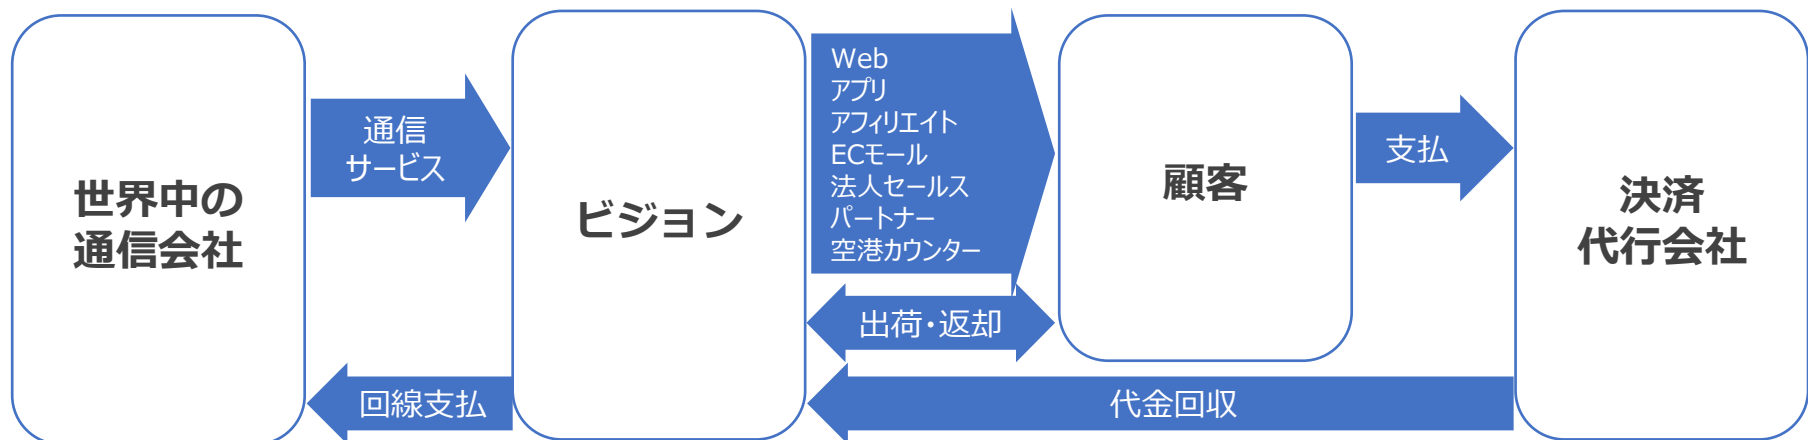 世界中の
通信会社
通信
サービス
回線支払
ビジョン
Web
アプリ
アフィリエイト
ECモール
法人セールス
パートナー
空港カウンター
出荷・返却
顧客
支払
代金回収
決済
代行会社